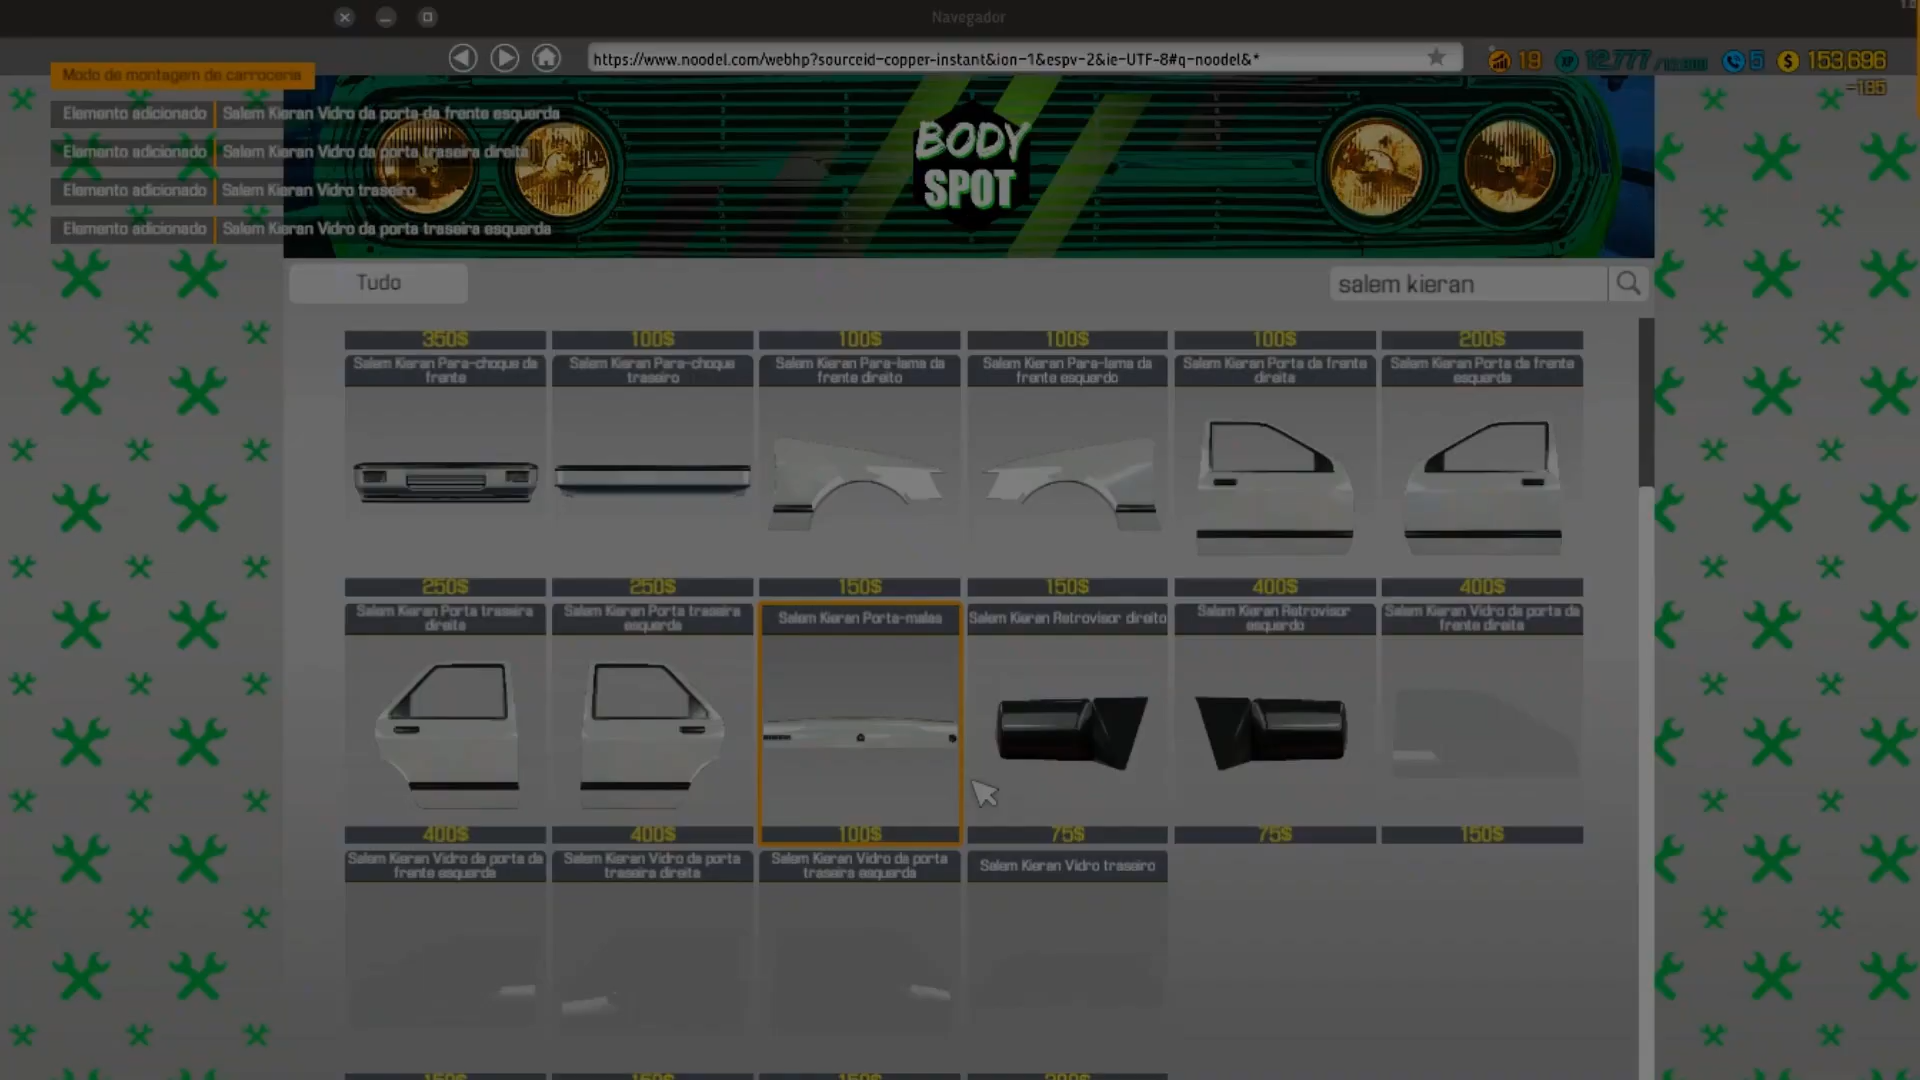 Navegador
1.0
https://www.noodel.com/webhp?sourceid-copper-instant&ion-1&espv-2&ie-UTF-8#q-noodel&*
19
12,777
5
$ 153,696
-185
Modo de montagem de carroceria
Elemento adicionado Salem Kieran Vidro da porta da frente esquerda
Elemento adicionado Salem Kieran Vidro da porta traseira direita
Elemento adicionado Salem Kieran Vidro traseiro
Elemento adicionado Salem Kieran Vidro da porta traseira esquerda
BODY
SPOT
Tudo
salem kieran
350$ 100$ 100$ 100$ 100$ 200$
Salem Kieran Para-choque da
frente
Salem Kieran Para-choque
traseiro
Salem Kieran Para-lama da
frente direito
Salem Kieran Para-lama da
frente esquerdo
Salem Kieran Porta da frente
direita
Salem Kieran Porta da frente
esquerda
250$ 250$ 150$ 150$ 400$ 400$
Salem Kieran Porta traseira
direita
Salem Kieran Porta traseira
esquerda
Salem Kieran Porta-malas
Salem Kieran Retrovisor direito
Salem Kieran Retrovisor
esquerdo
Salem Kieran Vidro da porta da
frente direita
400$ 400$ 100$ 75$ 75$ 150$
Salem Kieran Vidro da porta da
frente esquerda
Salem Kieran Vidro da porta
traseira direita
Salem Kieran Vidro da porta
traseira esquerda
Salem Kieran Vidro traseiro